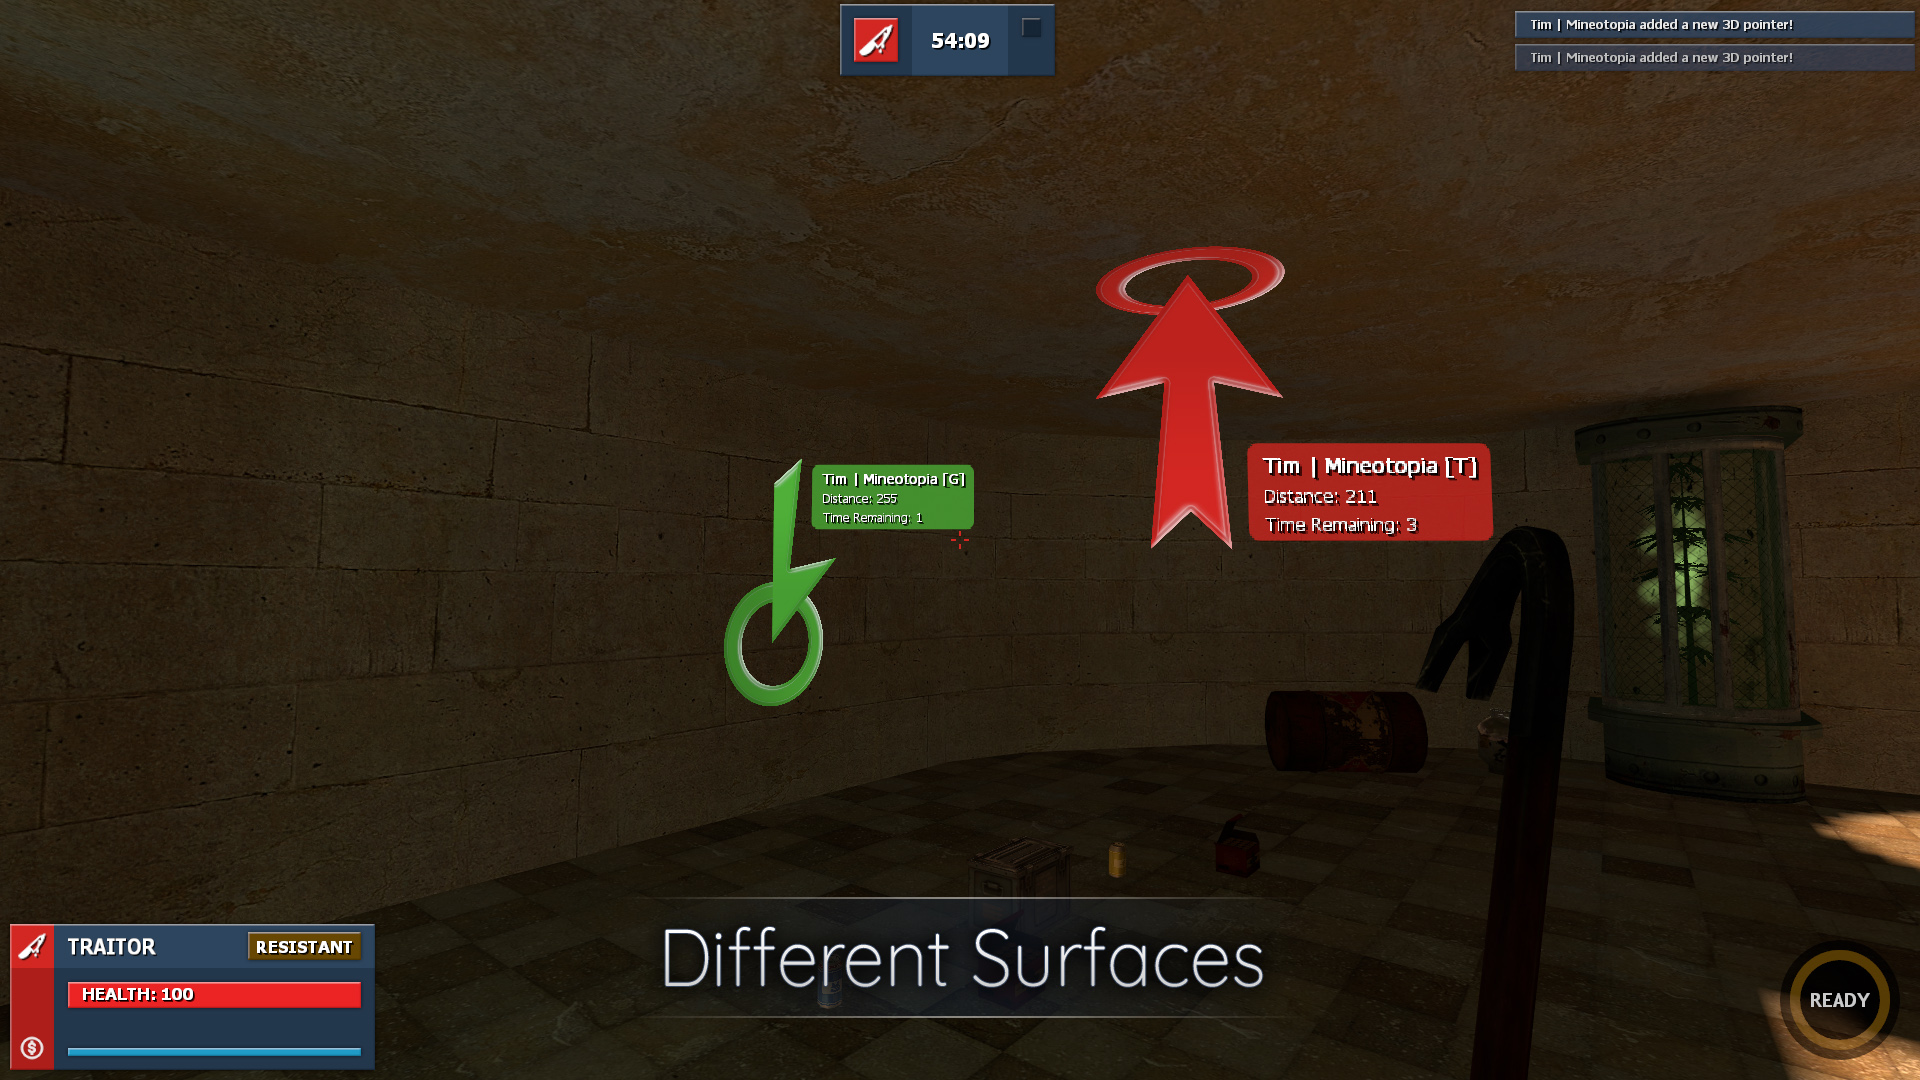 54:09
Tim | Mineotopia added a new 3D pointer!
Tim | Mineotopia added a new 3D pointer!
Tim | Mineotopia [T]
Distance: 211
Time Remaining: 3
Tim | Mineotopia [G]
Distance: 255
Time Remaining: 1
Different Surfaces
TRAITOR
RESISTANT
HEALTH: 100
READY